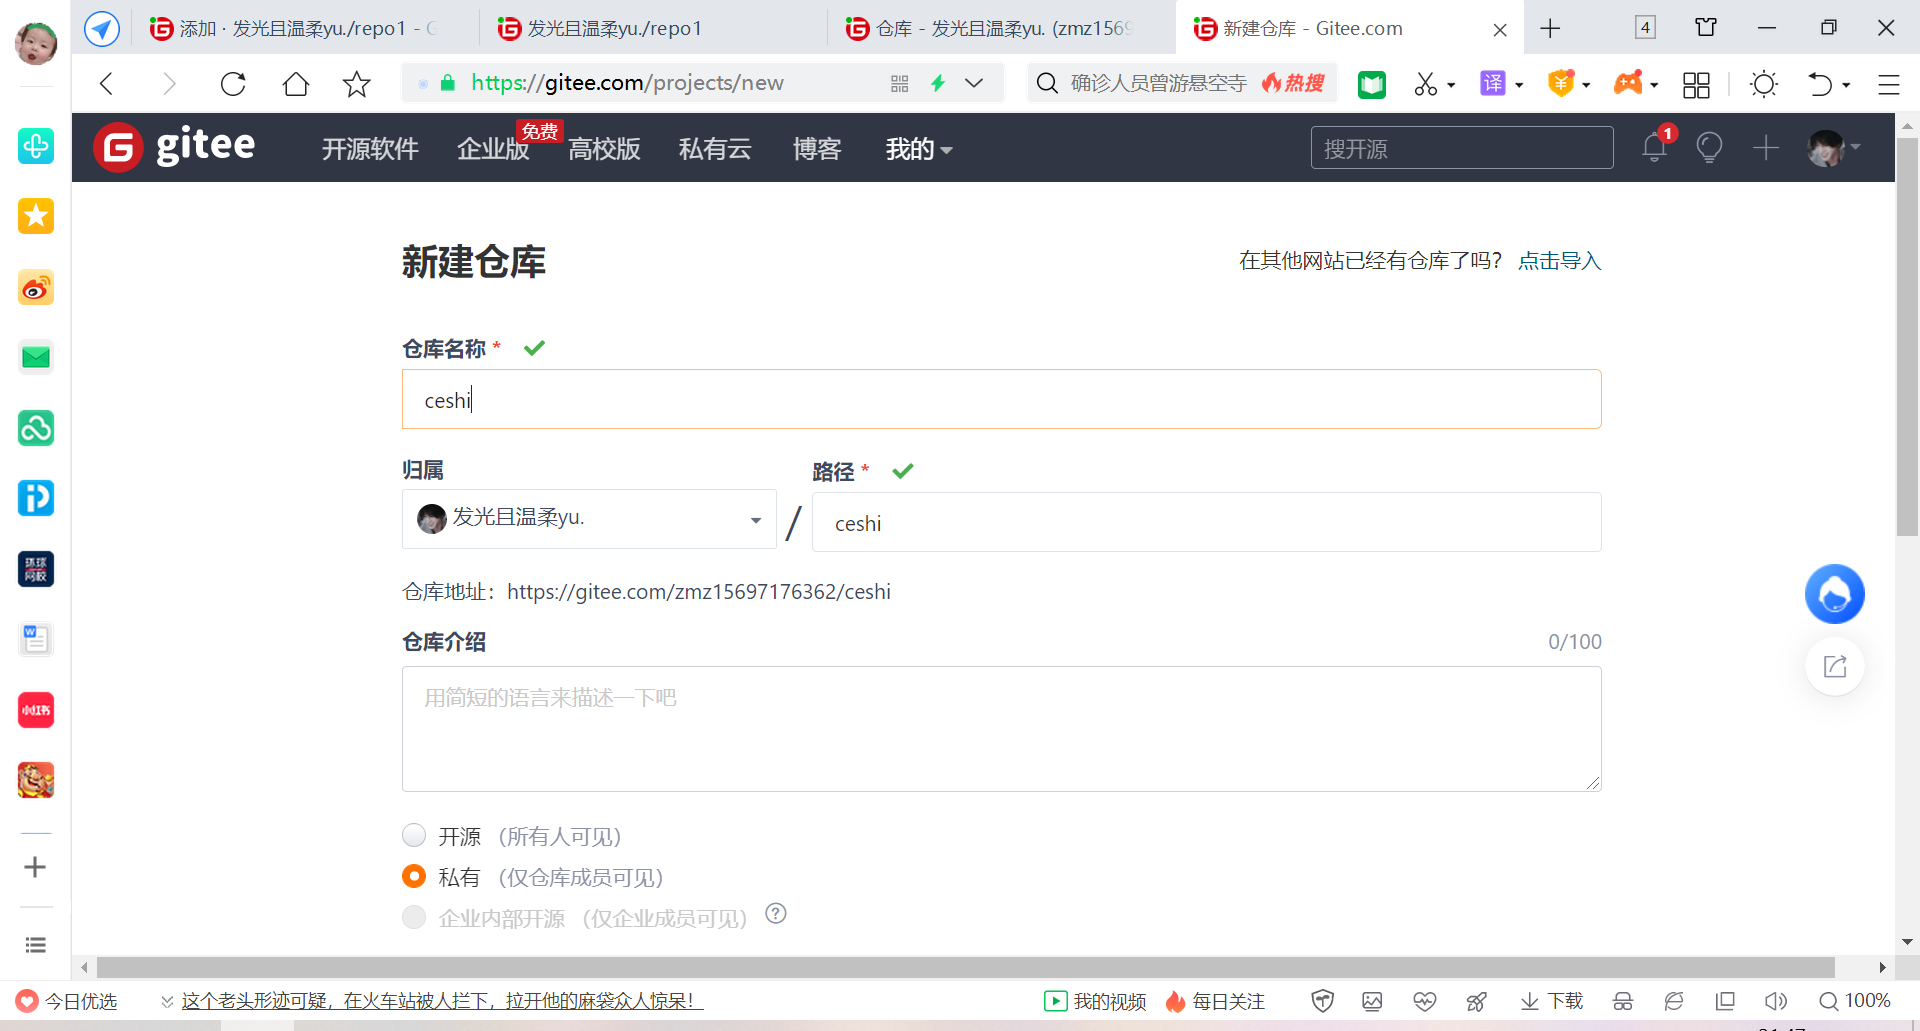 添加 · 发光且温柔yu./repo1 - G
发光且温柔yu./repo1
仓库 - 发光且温柔yu. (zmz1569
新建仓库 - Gitee.com
4
https://gitee.com/projects/new
确诊人员曾游悬空寺
热搜
译
gitee
开源软件
企业版
免费
高校版
私有云
博客
我的
搜开源
1
新建仓库
在其他网站已经有仓库了吗? 点击导入
仓库名称 *
ceshi
归属
路径 *
发光且温柔yu.
/
ceshi
仓库地址：https://gitee.com/zmz15697176362/ceshi
仓库介绍
0/100
用简短的语言来描述一下吧
开源 （所有人可见）
私有 （仅仓库成员可见）
企业内部开源 （仅企业成员可见） ?
环球
网校
小红书
今日优选
这个老头形迹可疑，在火车站被人拦下，拉开他的麻袋众人惊呆！
我的视频
每日关注
下载
100%